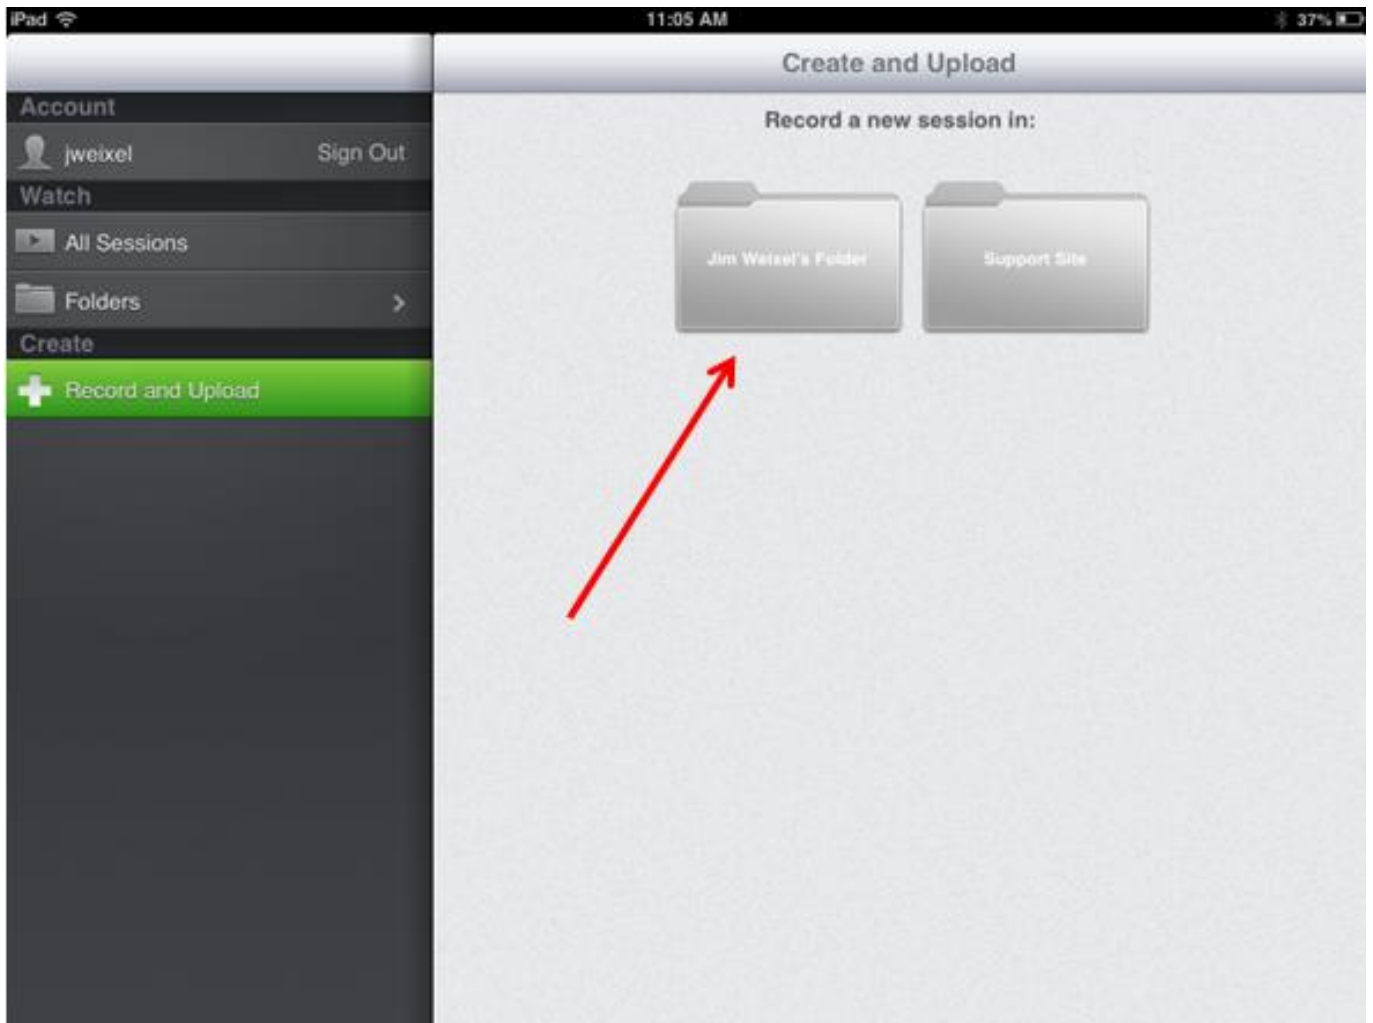 iPad 11:05 AM 37%
Create and Upload
Account
jweixel Sign Out
Watch
All Sessions
Folders
Create
Record and Upload
Record a new session in:
Jim Weixel's Folder
Support Site